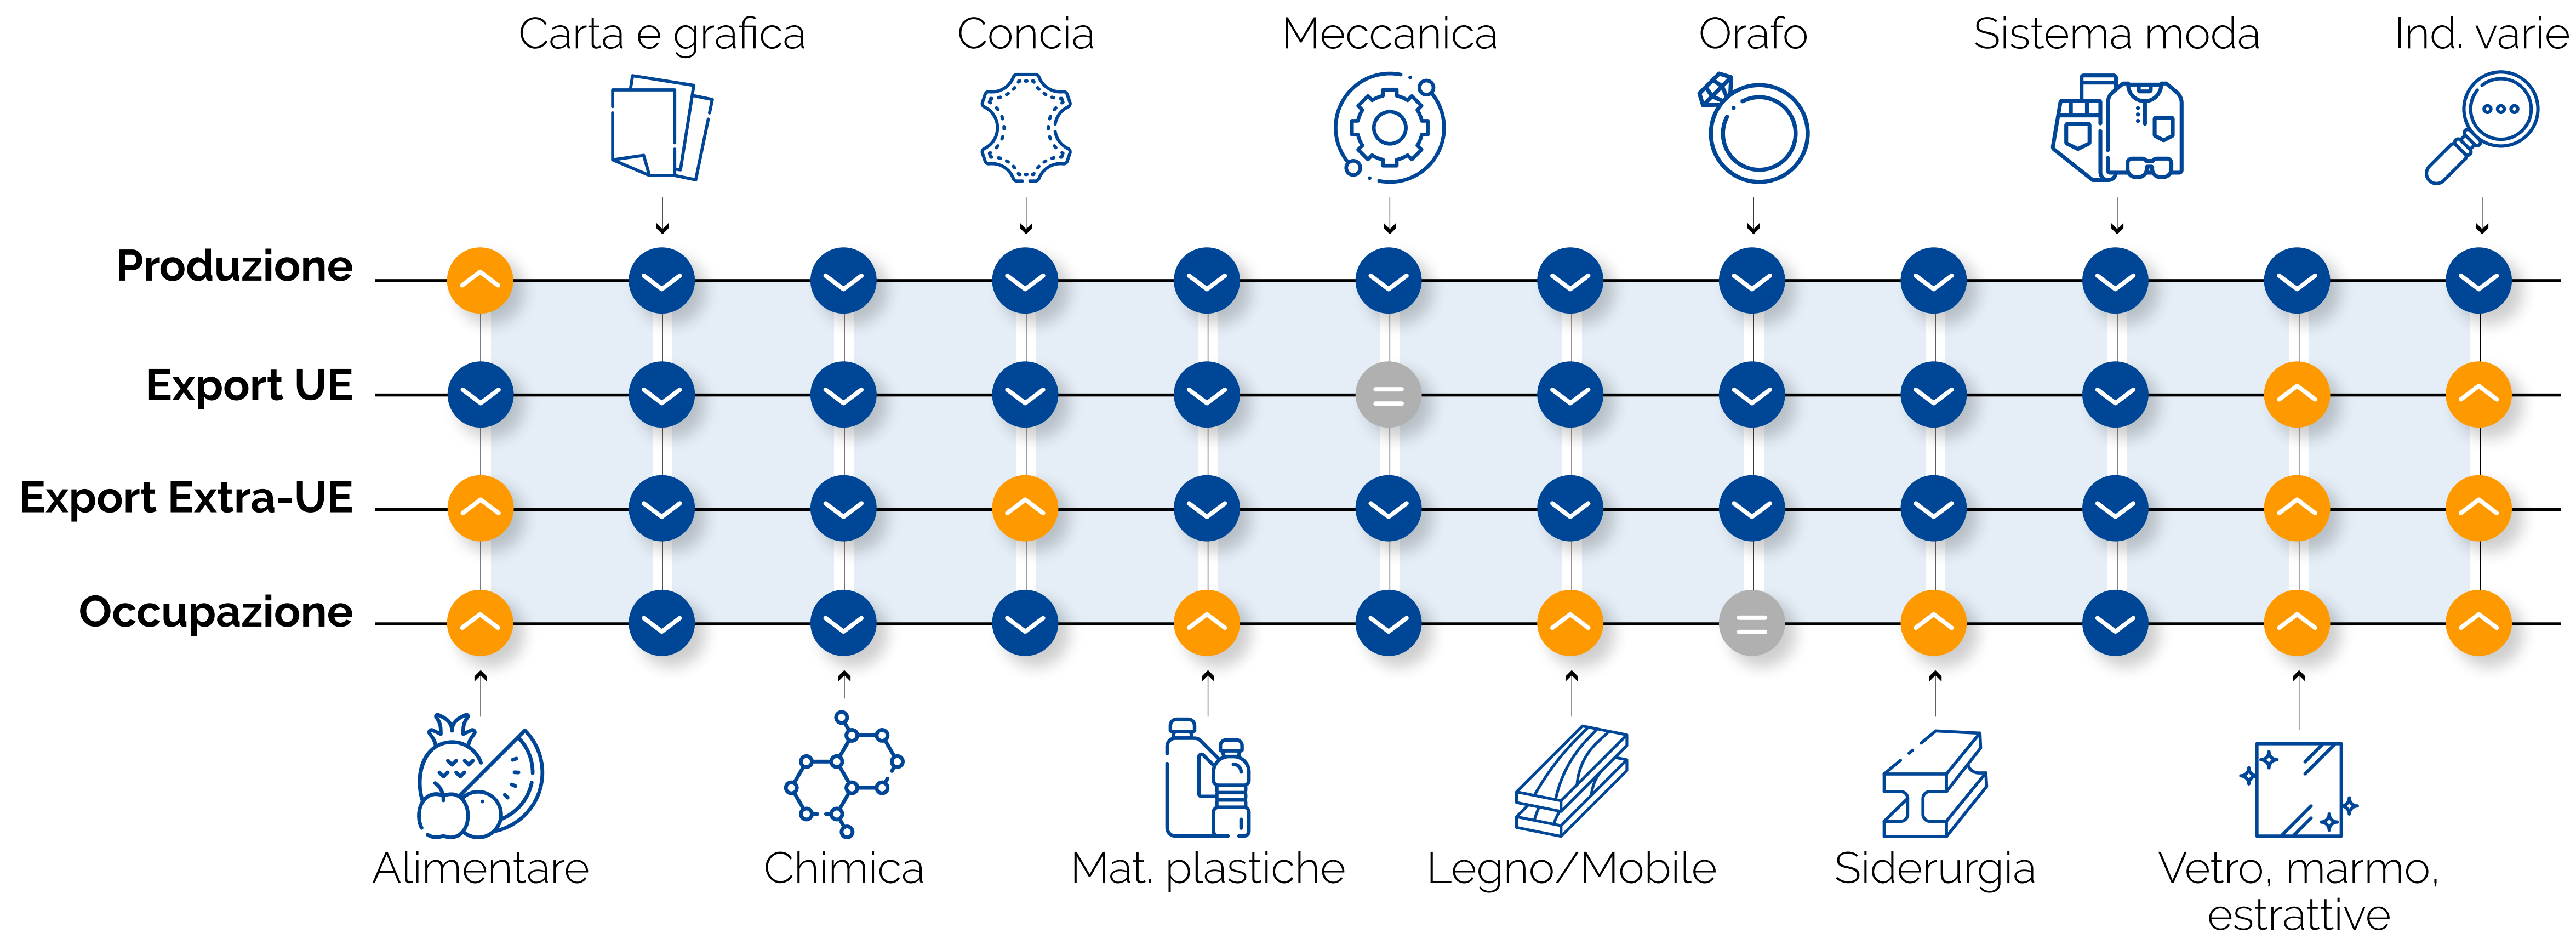 Carta e grafica
Concia
Meccanica
Orafo
Sistema moda
Ind. varie
Produzione
Export UE
Export Extra-UE
Occupazione
Alimentare
Chimica
Mat. plastiche
Legno/Mobile
Siderurgia
Vetro, marmo,
estrattive